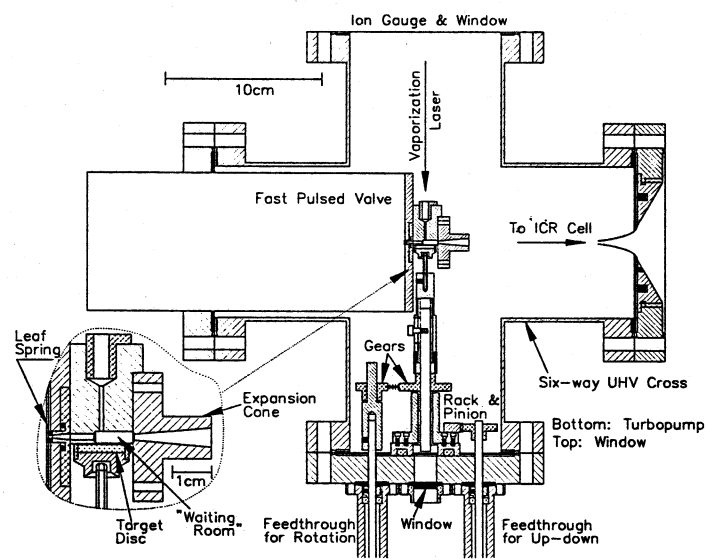 Ion Gauge & Window
10cm
Vaporization
Laser
Fast Pulsed Valve
To ICR Cell
Leaf
Spring
Gears
Expansion
Cone
Rack &
Pinion
Six-way UHV Cross
Bottom: Turbopump
Top: Window
1cm
Target
Disc
"Waiting
Room"
Feedthrough
for Rotation
Window
Feedthrough
for Up-down